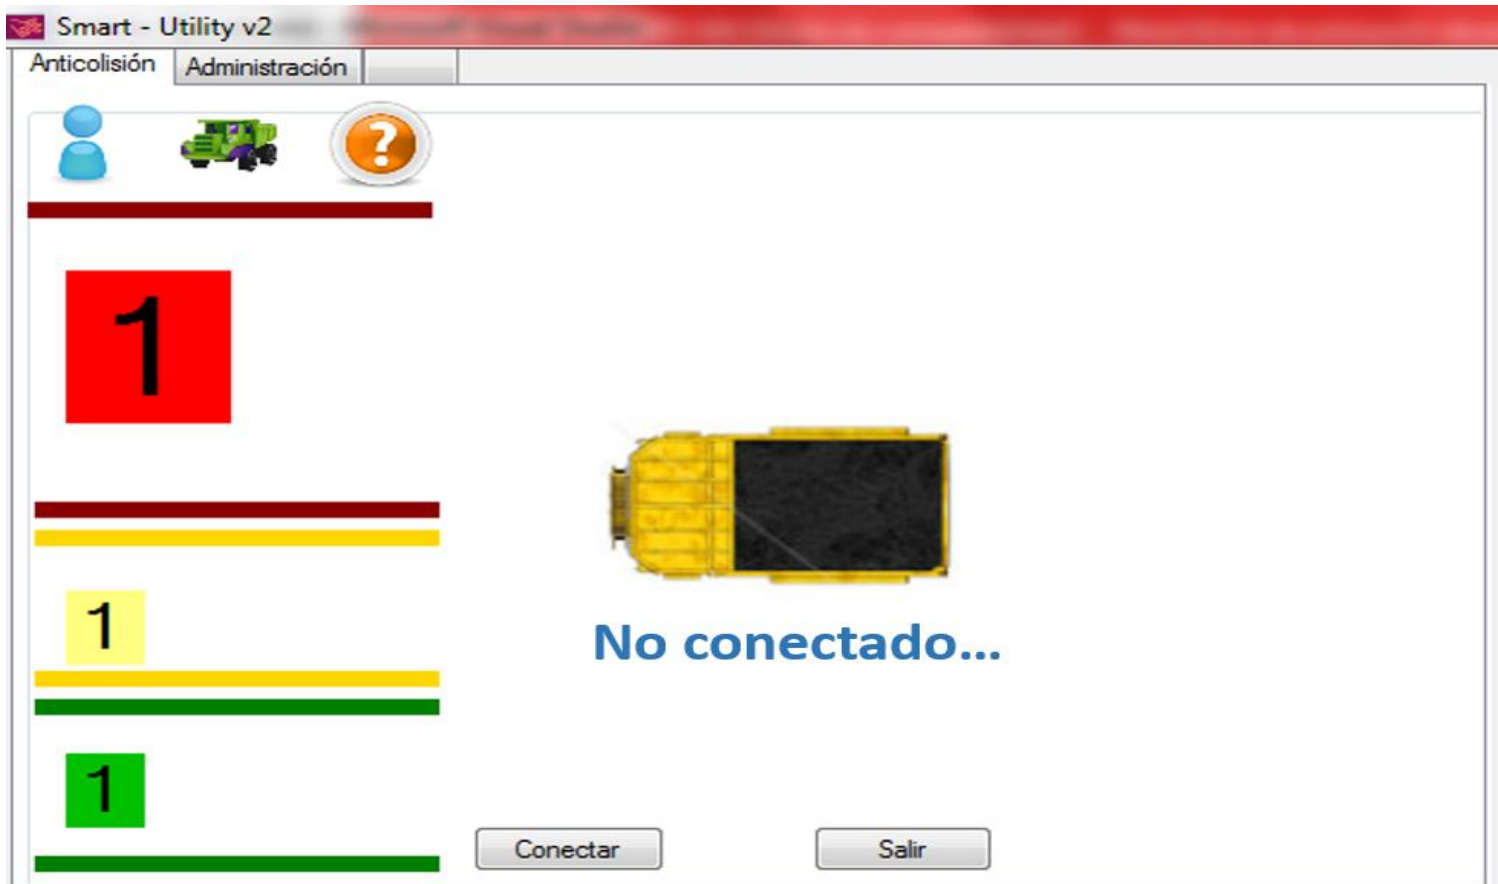 Smart - Utility v2
Anticolisión
Administración
?
1
1
No conectado...
1
Conectar
Salir